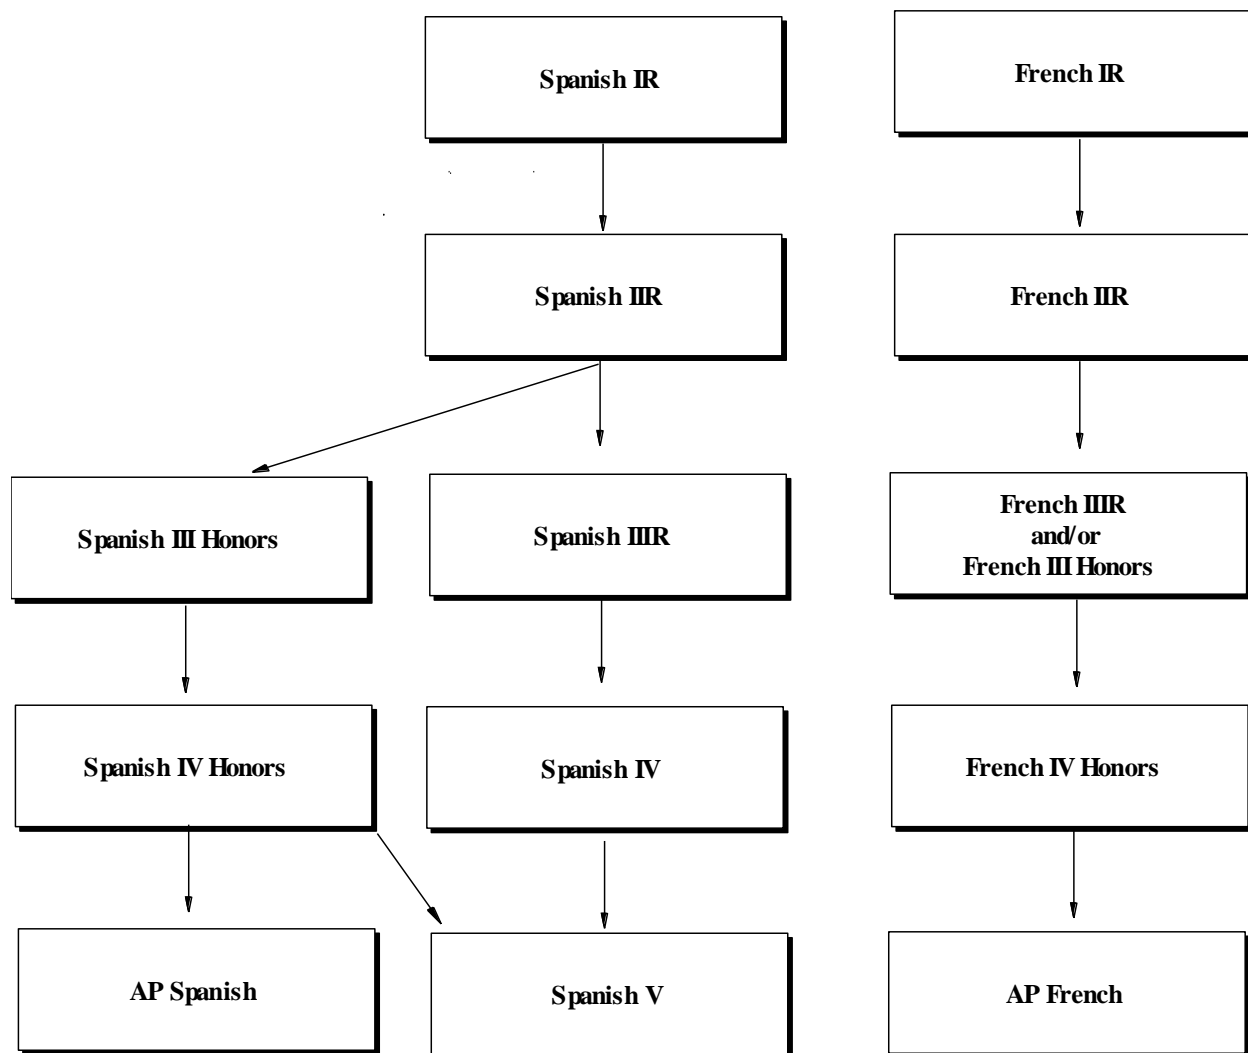 Spanish IR
French IR
Spanish IIR
French IIR
Spanish III Honors
Spanish IIIR
French IIIR
and/or
French III Honors
Spanish IV Honors
Spanish IV
French IV Honors
AP Spanish
Spanish V
AP French